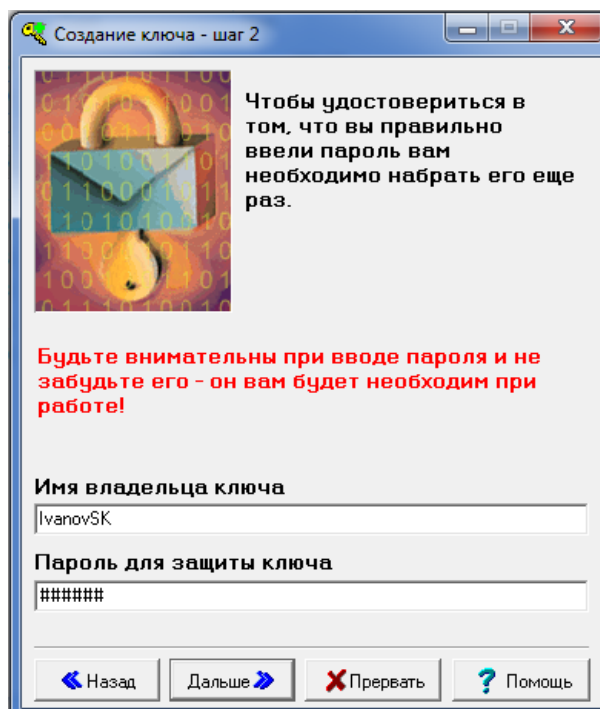 Создание ключа - шаг 2
Чтобы удостовериться в
том, что вы правильно
ввели пароль вам
необходимо набрать его еще
раз.
Будьте внимательны при вводе пароля и не
забудьте его - он вам будет необходим при
работе!
Имя владельца ключа
IvanovSK
Пароль для защиты ключа
######
Назад Дальше Прервать ? Помощь